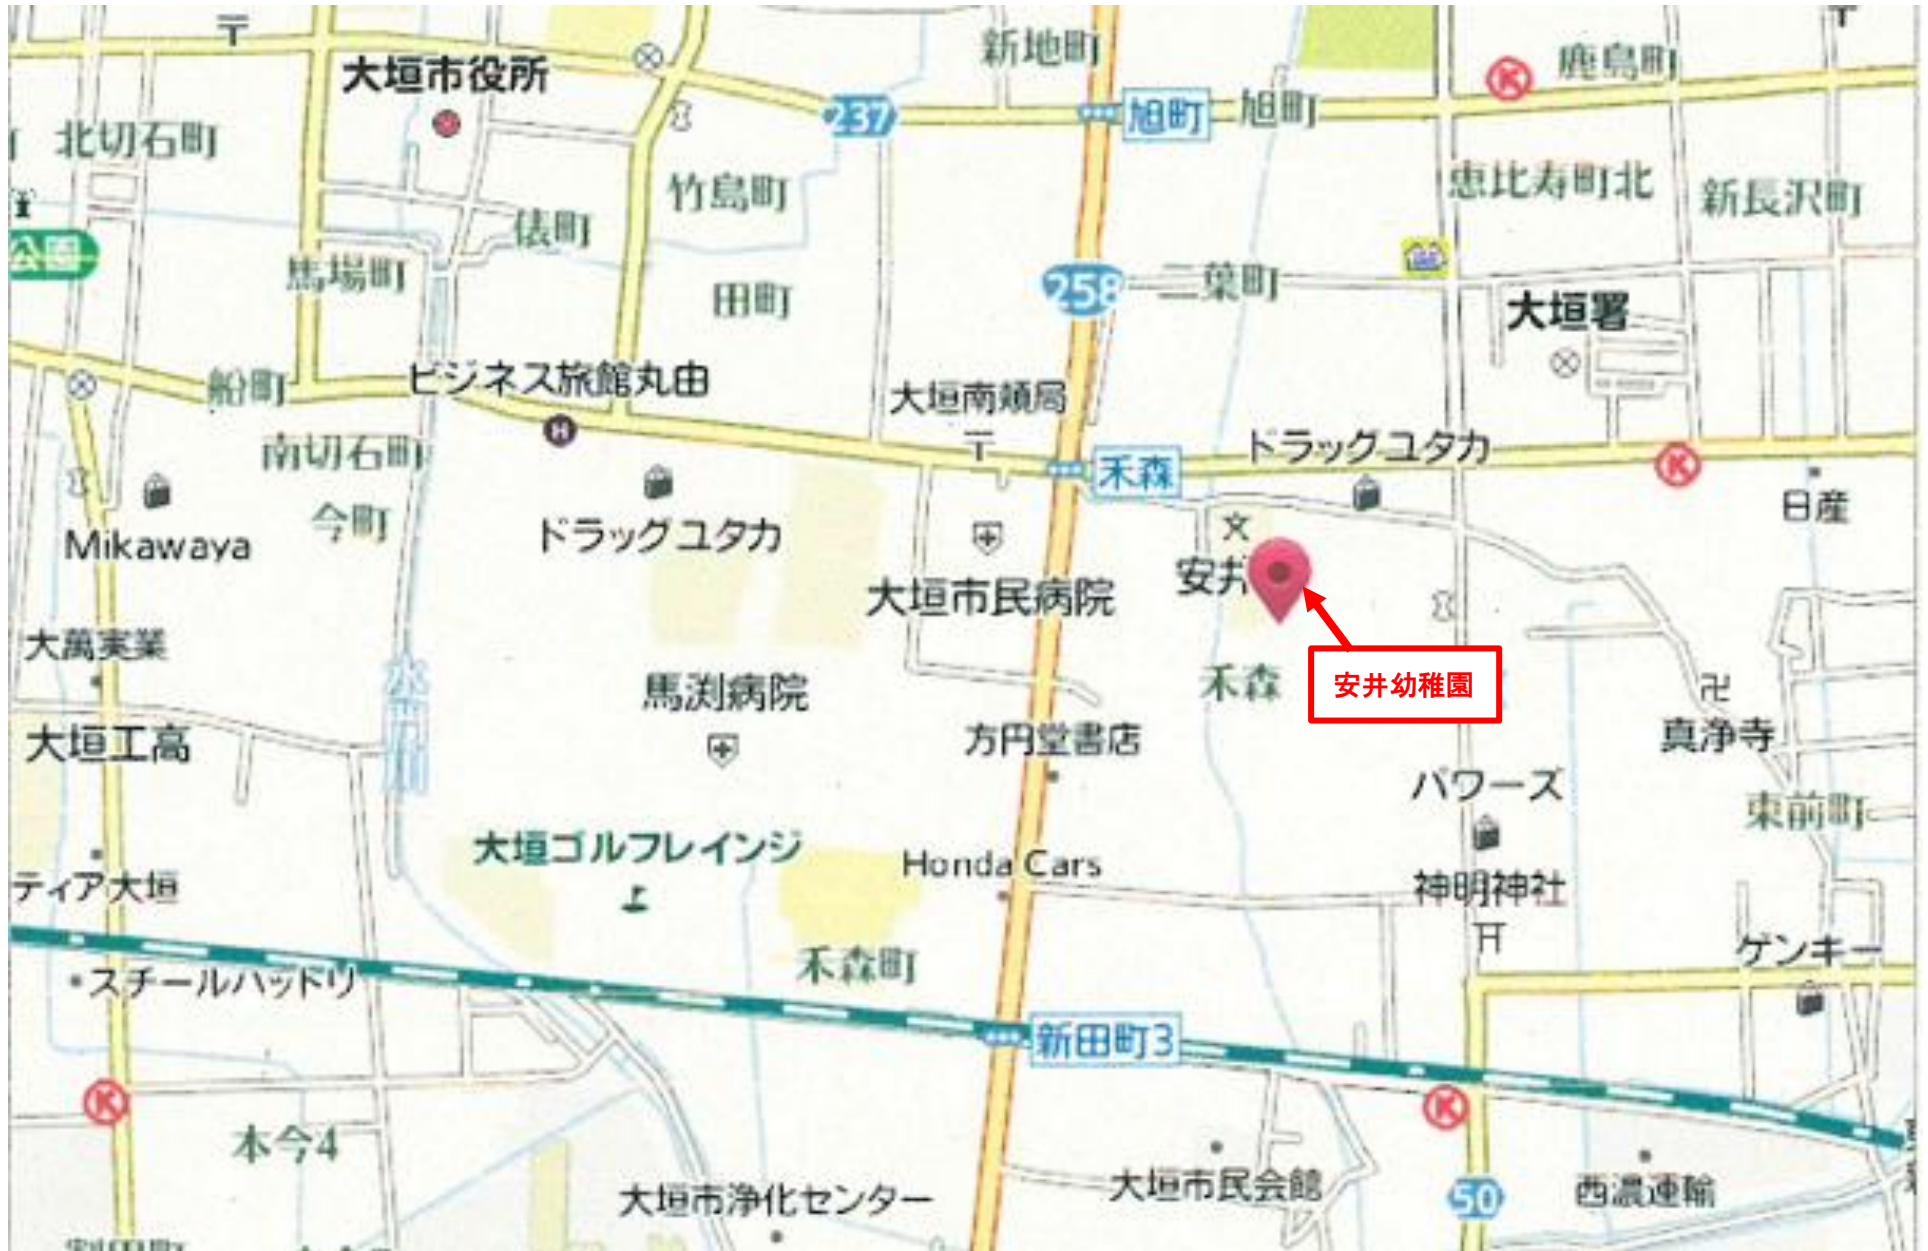 新地町
鹿島町
大垣市役所
237
旭町
旭町
北切石町
竹島町
恵比寿町北
新長沢町
俵町
公園
馬場町
田町
258
二葉町
大垣署
船町
ビジネス旅館丸由
大垣南頬局
H
禾森
ドラッグユタカ
K
K
南切石町
今町
Mikawaya
ドラッグユタカ
日産
大垣市民病院
安井
大萬実業
馬渕病院
禾森
安井幼稚園
水門川
大垣工高
方円堂書店
真浄寺
パワーズ
東前町
大垣ゴルフレインジ
Honda Cars
ティア大垣
神明神社
禾森町
ゲンキー
スチールハットリ
新田町3
K
K
本今4
大垣市浄化センター
大垣市民会館
50
西濃運輸